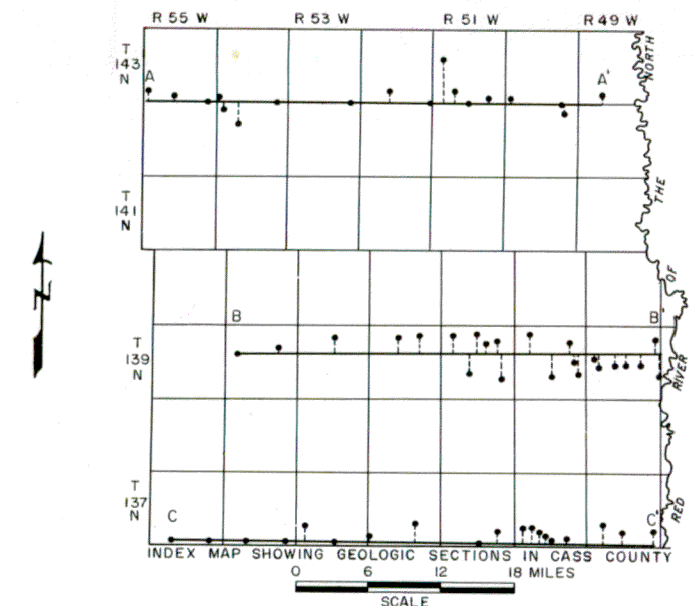 R 55 W R 53 W R 51 W R 49 W
T
143
N
A A'
T
141
N
B B'
T
139
N
T
137
N
C C'
N
RED RIVER OF THE NORTH
INDEX MAP SHOWING GEOLOGIC SECTIONS IN CASS COUNTY
0 6 12 18 MILES
SCALE